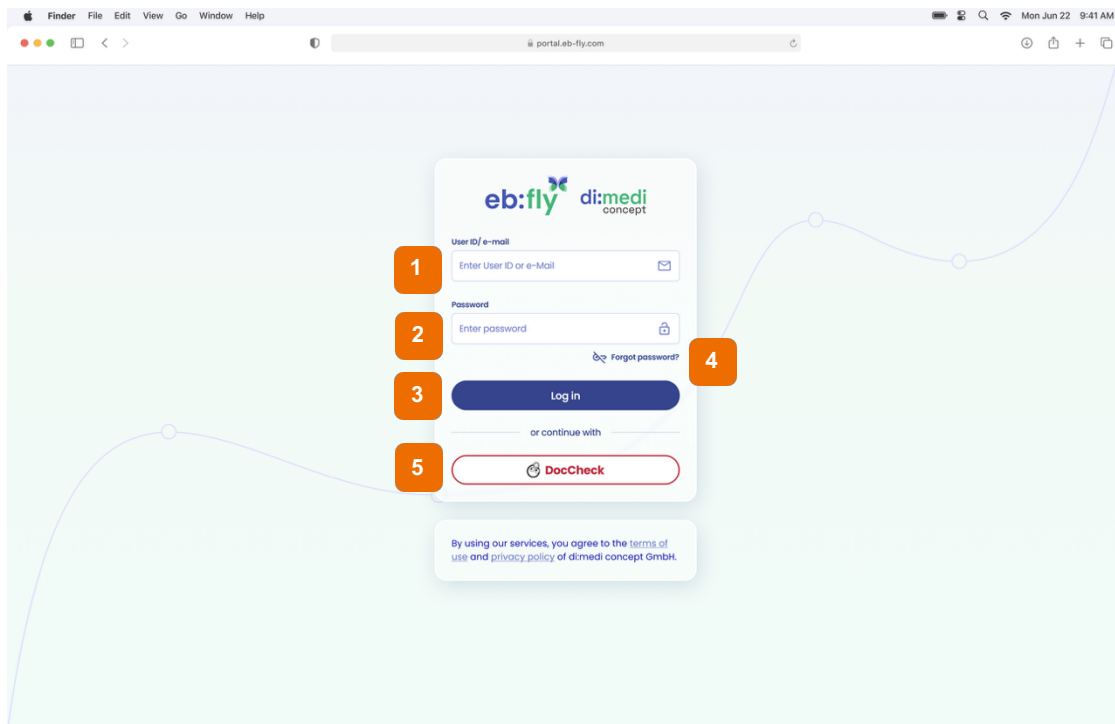 Finder File Edit View Go Window Help Mon Jun 22 9:41 AM
portal.eb-fly.com
eb:fly di:medi
concept
User ID/ e-mail
1 Enter User ID or e-Mail
Password
2 Enter password
Forgot password? 4
3 Log in
or continue with
5 DocCheck
By using our services, you agree to the terms of
use and privacy policy of di:medi concept GmbH.